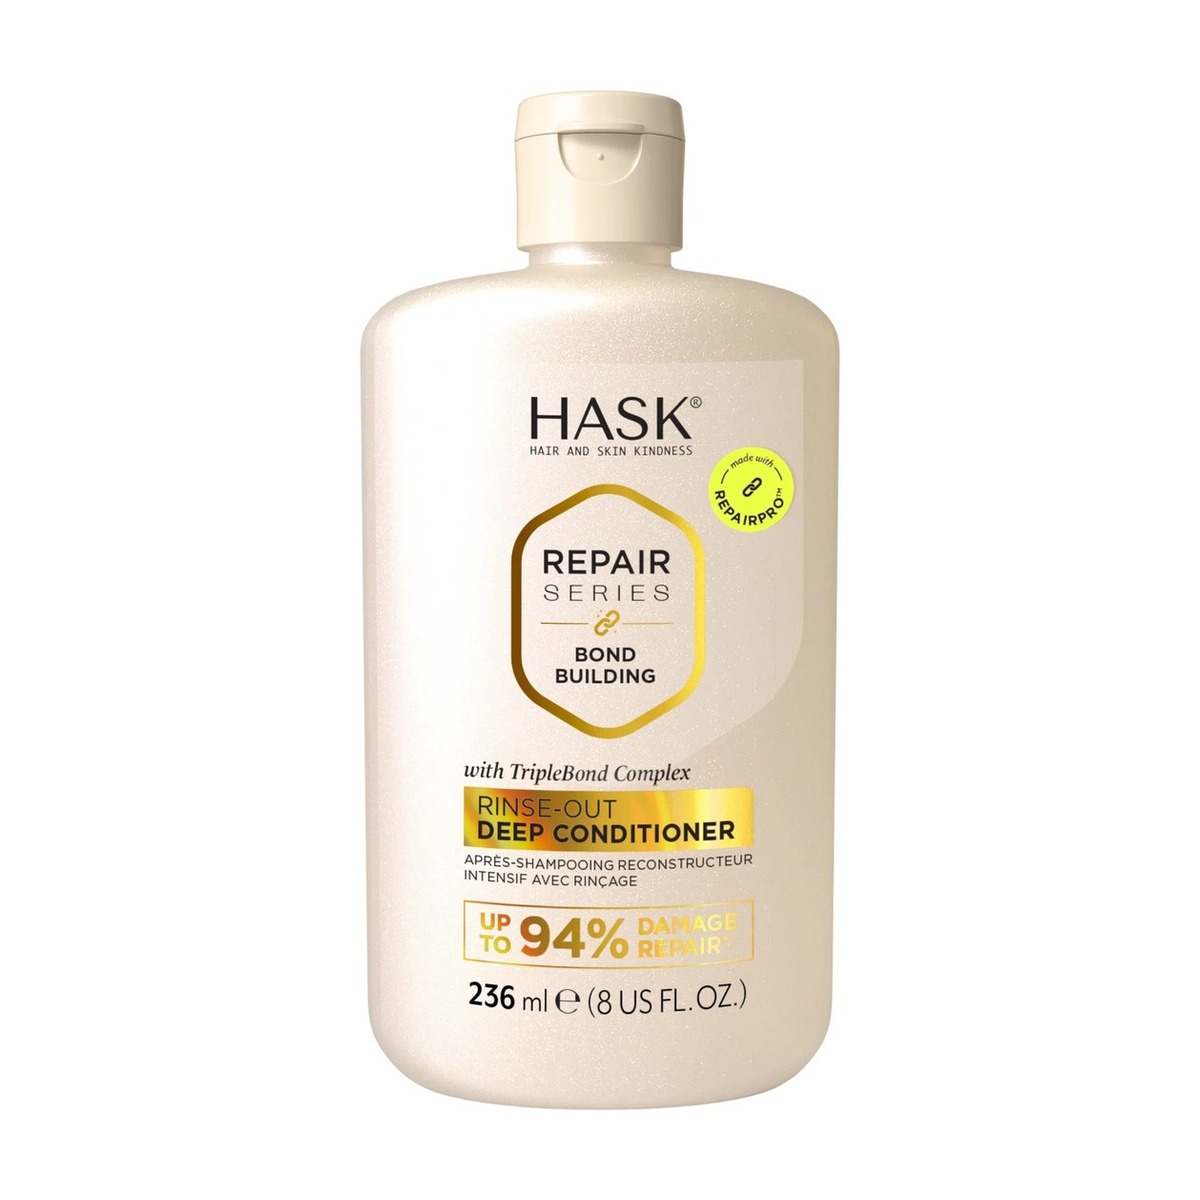 HASK®
HAIR AND SKIN KINDNESS
made with
REPAIRPRO™
REPAIR
SERIES
BOND
BUILDING
with TripleBond Complex
RINSE-OUT
DEEP CONDITIONER
APRÈS-SHAMPOOING RECONSTRUCTEUR
INTENSIF AVEC RINÇAGE
UP TO 94% DAMAGE REPAIR*
236 ml ℮ (8 US FL. OZ.)